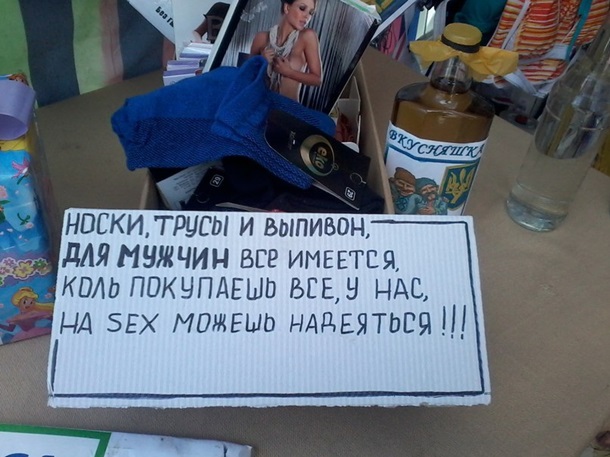 ВКУСНЯШКА
НОСКИ, ТРУСЫ И ВЫПИВОН,
ДЛЯ МУЖЧИН ВСЕ ИМЕЕТСЯ,
КОЛЬ ПОКУПАЕШЬ ВСЕ, У НАС,
НА SEX МОЖЕШЬ НАДЕЯТЬСЯ!!!